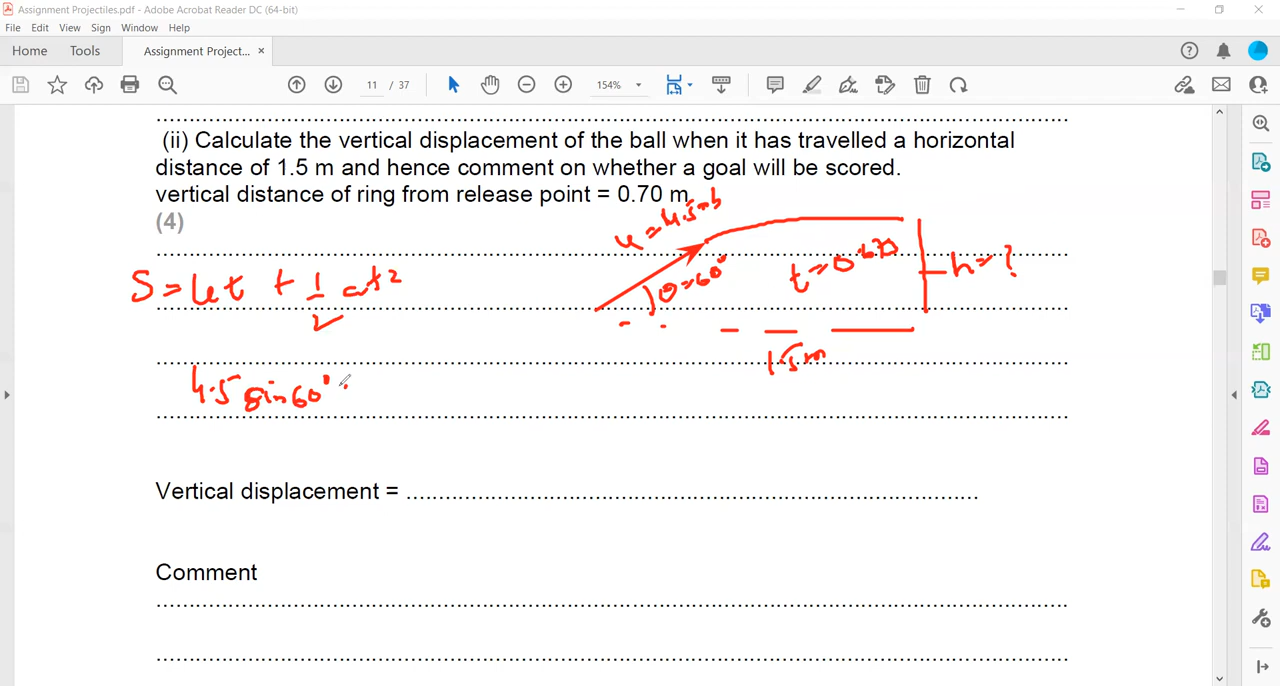 Assignment Projectiles.pdf - Adobe Acrobat Reader DC (64-bit)
File Edit View Sign Window Help
Home Tools Assignment Project... ×
11 / 37 154%
(ii) Calculate the vertical displacement of the ball when it has travelled a horizontal
distance of 1.5 m and hence comment on whether a goal will be scored.
vertical distance of ring from release point = 0.70 m
(4)
u = 4.5
θ=60°
h=?
S = ut + 1/2 at²
1.5m
4.5 sin60°
Vertical displacement = ................................................................................................
Comment